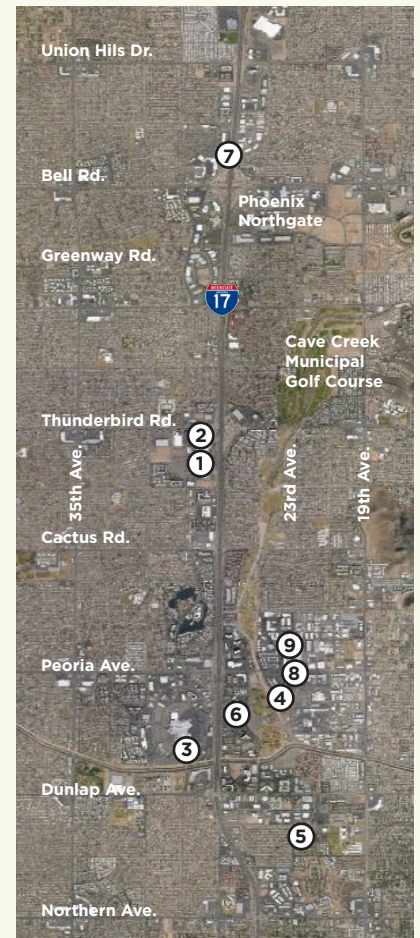 Union Hils Dr.
7
Bell Rd.
Phoenix
Northgate
Greenway Rd.
INTERSTATE
17
Cave Creek
Municipal
Golf Course
Thunderbird Rd.
2
1
35th Ave.
23rd Ave.
19th Ave.
Cactus Rd.
9
Peoria Ave.
8
4
6
3
Dunlap Ave.
5
Northern Ave.